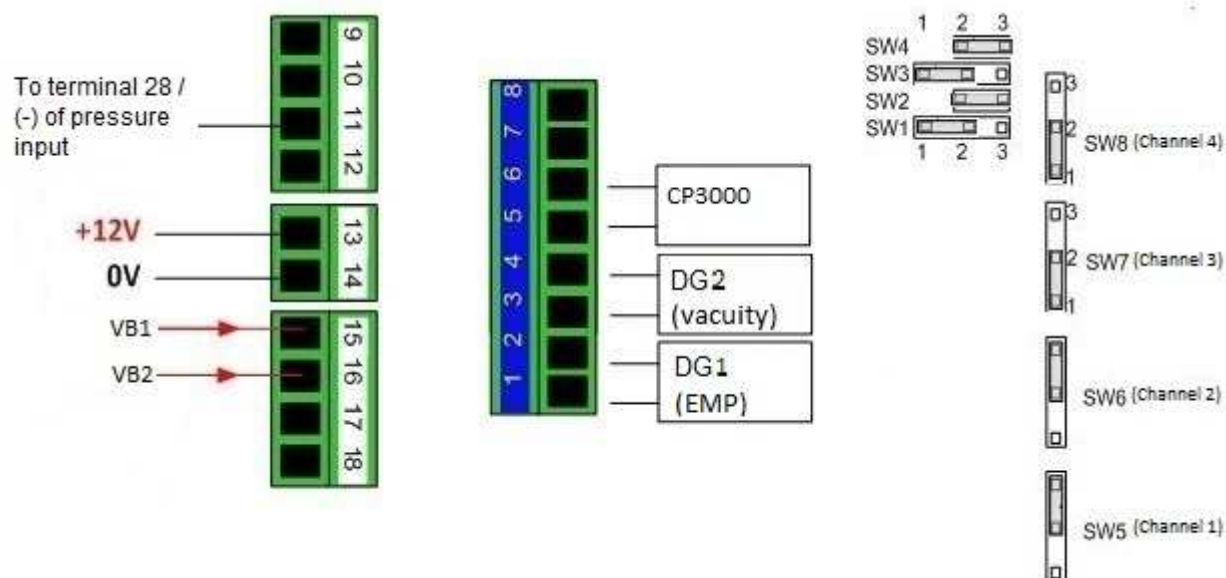 9
10
11
12
To terminal 28 /
(-) of pressure
input
+12V
0V
13
14
VB1
VB2
15
16
17
18
8
7
6
5
4
3
2
1
CP3000
DG2
(vacuity)
DG1
(EMP)
1 2 3
SW4
SW3
SW2
SW1
1 2 3
3
2
1
SW8 (Channel 4)
3
2
1
SW7 (Channel 3)
SW6 (Channel 2)
SW5 (Channel 1)